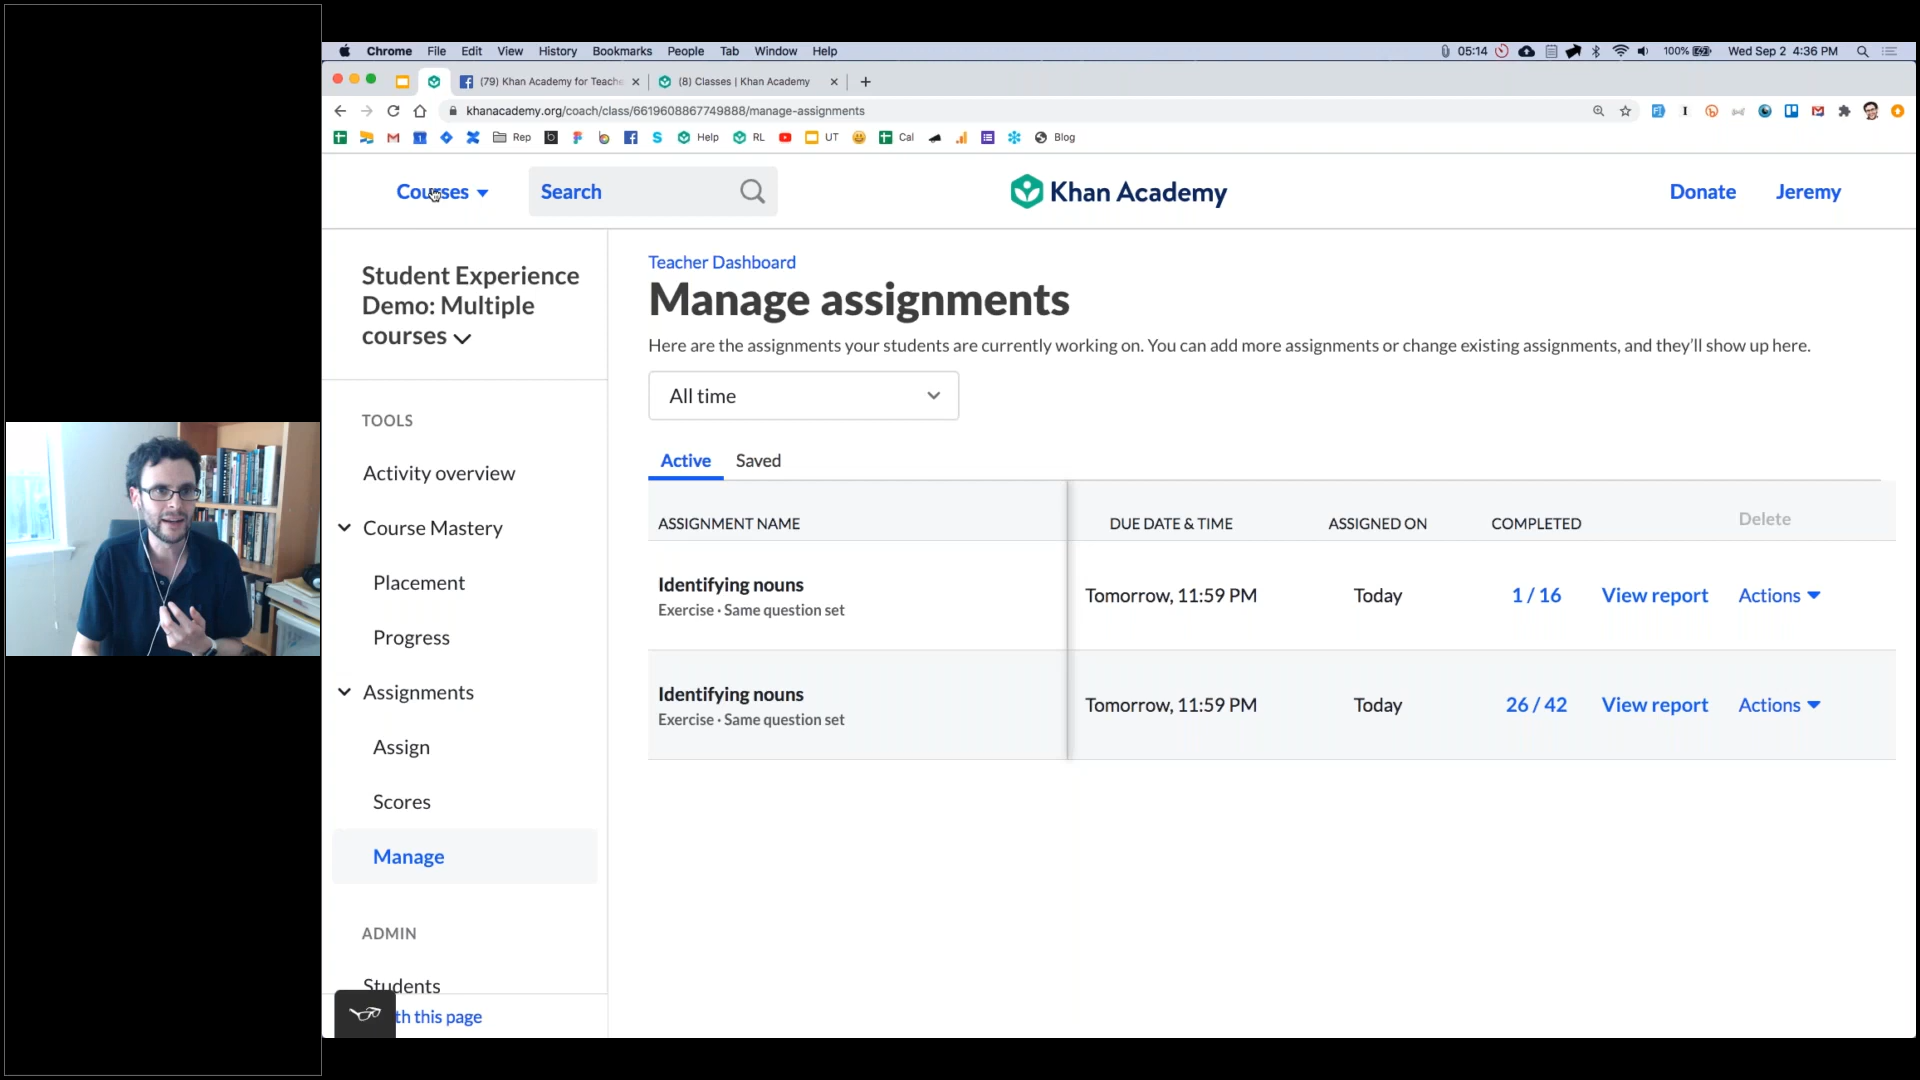 Chrome File Edit View History Bookmarks People Tab Window Help
05:14 100% Wed Sep 2 4:36 PM
(79) Khan Academy for Teache
(8) Classes | Khan Academy
khanacademy.org/coach/class/6619608867749888/manage-assignments
Rep Help RL UT Cal Blog
Courses
Search
Khan Academy
Donate
Jeremy
Student Experience
Demo: Multiple
courses
TOOLS
Activity overview
Course Mastery
Placement
Progress
Assignments
Assign
Scores
Manage
ADMIN
Students
th this page
Teacher Dashboard
Manage assignments
Here are the assignments your students are currently working on. You can add more assignments or change existing assignments, and they’ll show up here.
All time
Active Saved
ASSIGNMENT NAME DUE DATE & TIME ASSIGNED ON COMPLETED Delete
Identifying nouns
Exercise · Same question set
Tomorrow, 11:59 PM Today 1 / 16 View report Actions
Identifying nouns
Exercise · Same question set
Tomorrow, 11:59 PM Today 26 / 42 View report Actions